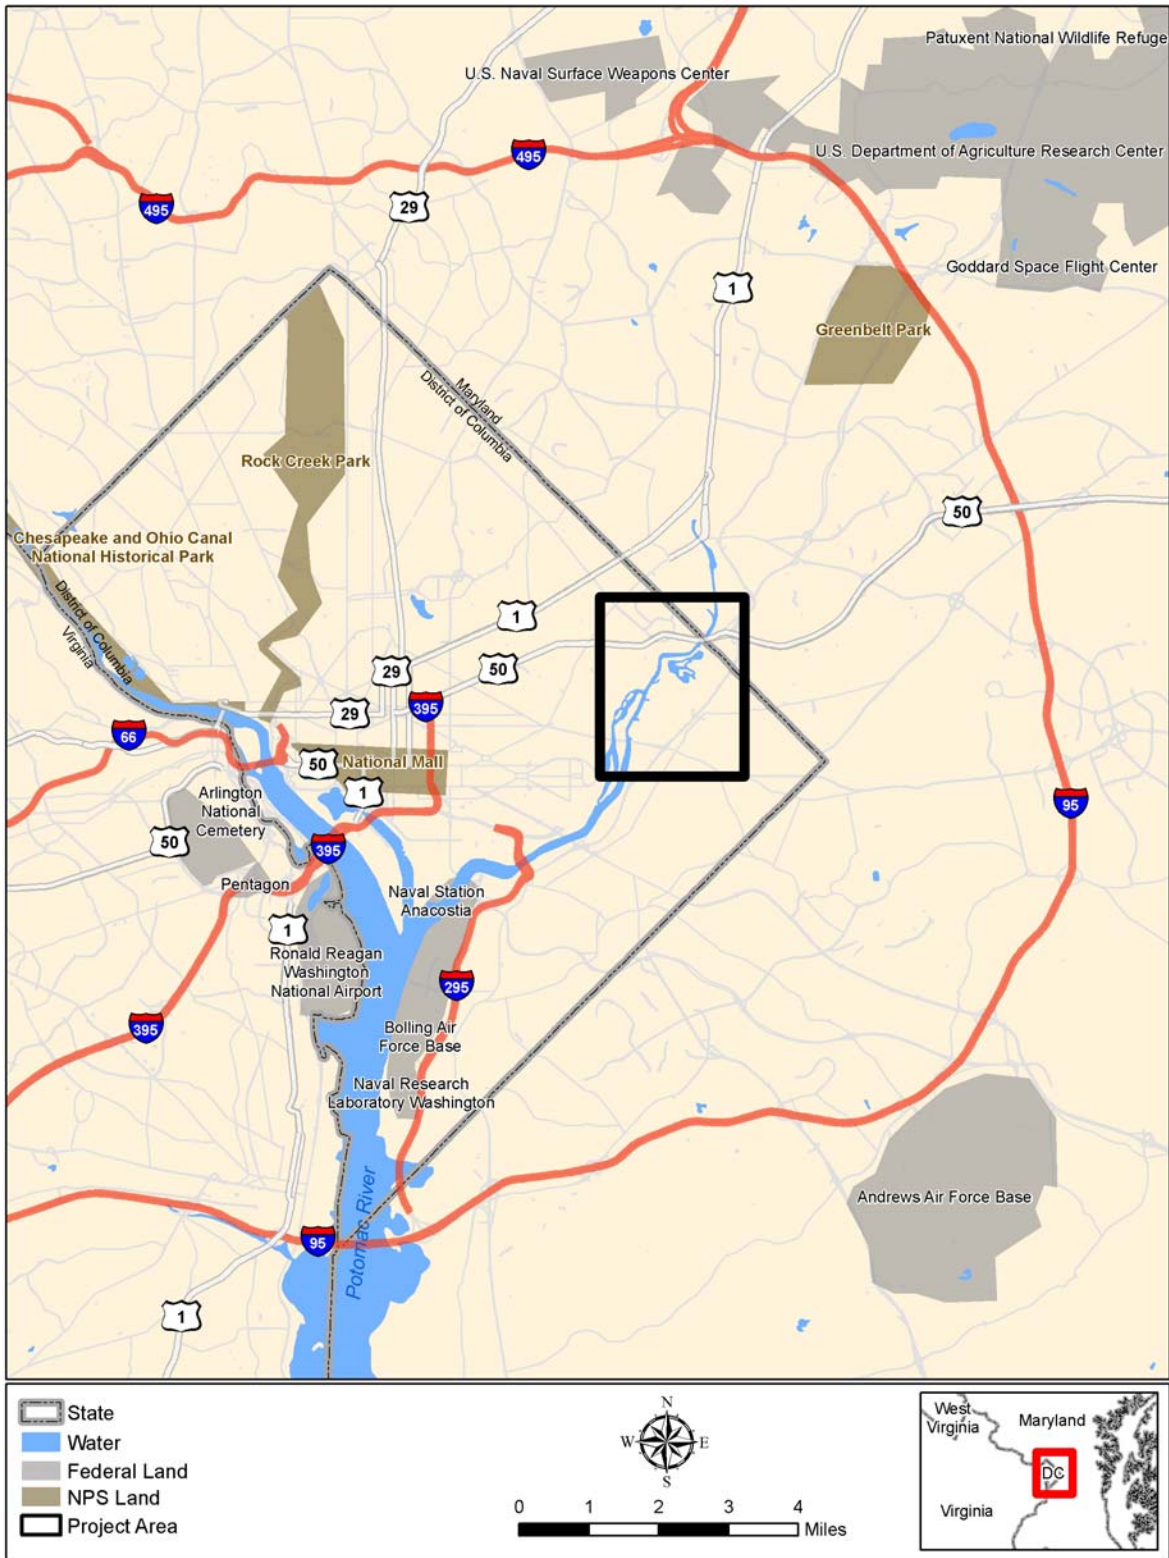 Patuxent National Wildlife Refuge
U.S. Naval Surface Weapons Center
495
U.S. Department of Agriculture Research Center
495
29
Goddard Space Flight Center
1
Greenbelt Park
Maryland
District of Columbia
Rock Creek Park
50
Chesapeake and Ohio Canal
National Historical Park
District of Columbia
Virginia
1
50
29
29
395
66
50
National Mall
1
Arlington
National
Cemetery
95
50
395
Pentagon
Naval Station
Anacostia
1
Ronald Reagan
Washington
National Airport
295
395
Bolling Air
Force Base
Naval Research
Laboratory Washington
Potomac River
Andrews Air Force Base
95
1
State
Water
Federal Land
NPS Land
Project Area
N
W
E
S
0 1 2 3 4
Miles
West
Virginia
Maryland
DC
Virginia